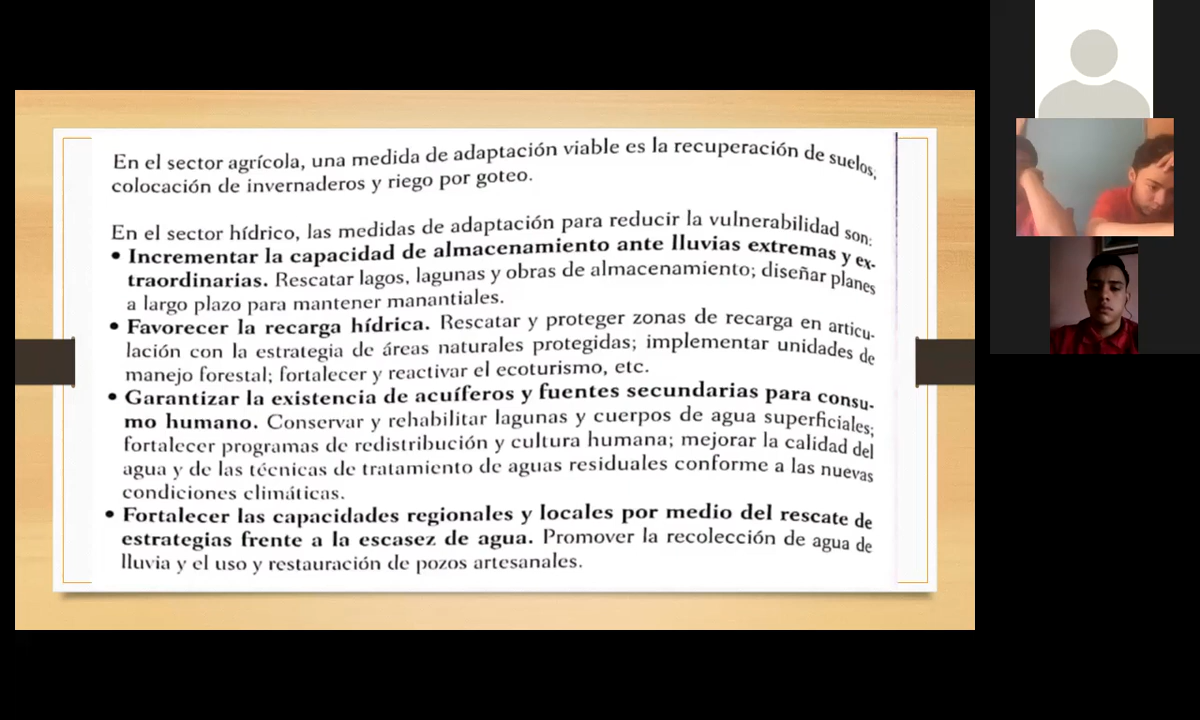 En el sector agrícola, una medida de adaptación viable es la recuperación de suelos,
colocación de invernaderos y riego por goteo.
En el sector hídrico, las medidas de adaptación para reducir la vulnerabilidad son:
• Incrementar la capacidad de almacenamiento ante lluvias extremas y ex-
traordinarias. Rescatar lagos, lagunas y obras de almacenamiento; diseñar planes
a largo plazo para mantener manantiales.
• Favorecer la recarga hídrica. Rescatar y proteger zonas de recarga en articu-
lación con la estrategia de áreas naturales protegidas; implementar unidades de
manejo forestal; fortalecer y reactivar el ecoturismo, etc.
• Garantizar la existencia de acuíferos y fuentes secundarias para consu-
mo humano. Conservar y rehabilitar lagunas y cuerpos de agua superficiales;
fortalecer programas de redistribución y cultura humana; mejorar la calidad del
agua y de las técnicas de tratamiento de aguas residuales conforme a las nuevas
condiciones climáticas.
• Fortalecer las capacidades regionales y locales por medio del rescate de
estrategias frente a la escasez de agua. Promover la recolección de agua de
lluvia y el uso y restauración de pozos artesanales.